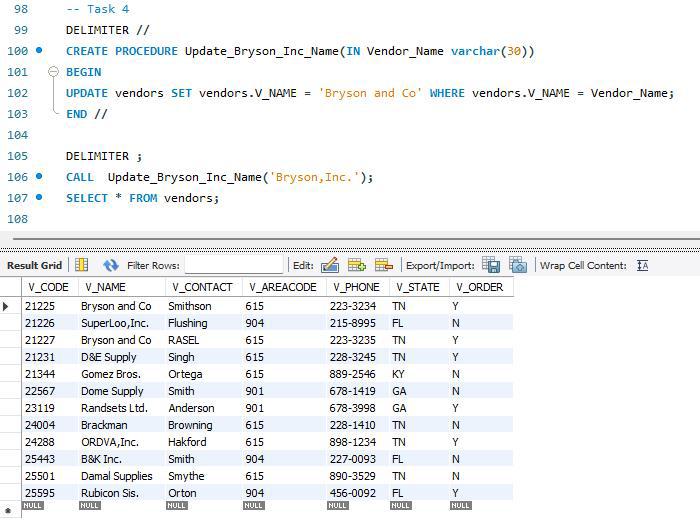 98 -- Task 4
99 DELIMITER //
100 CREATE PROCEDURE Update_Bryson_Inc_Name(IN Vendor_Name varchar(30))
101 BEGIN
102 UPDATE vendors SET vendors.V_NAME = 'Bryson and Co' WHERE vendors.V_NAME = Vendor_Name;
103 END //
104
105 DELIMITER ;
106 CALL  Update_Bryson_Inc_Name('Bryson,Inc.');
107 SELECT * FROM vendors;
108
Result Grid Filter Rows: Edit: Export/Import: Wrap Cell Content: IA
V_CODE V_NAME V_CONTACT V_AREACODE V_PHONE V_STATE V_ORDER
21225 Bryson and Co Smithson 615 223-3234 TN Y
21226 SuperLoo,Inc. Flushing 904 215-8995 FL N
21227 Bryson and Co RASEL 615 223-3235 TN Y
21231 D&E Supply Singh 615 228-3245 TN Y
21344 Gomez Bros. Ortega 615 889-2546 KY N
22567 Dome Supply Smith 901 678-1419 GA N
23119 Randsets Ltd. Anderson 901 678-3998 GA Y
24004 Brackman Browning 615 228-1410 TN N
24288 ORDVA,Inc. Hakford 615 898-1234 TN Y
25443 B&K Inc. Smith 904 227-0093 FL N
25501 Damal Supplies Smythe 615 890-3529 TN N
25595 Rubicon Sis. Orton 904 456-0092 FL Y
NULL NULL NULL NULL NULL NULL NULL